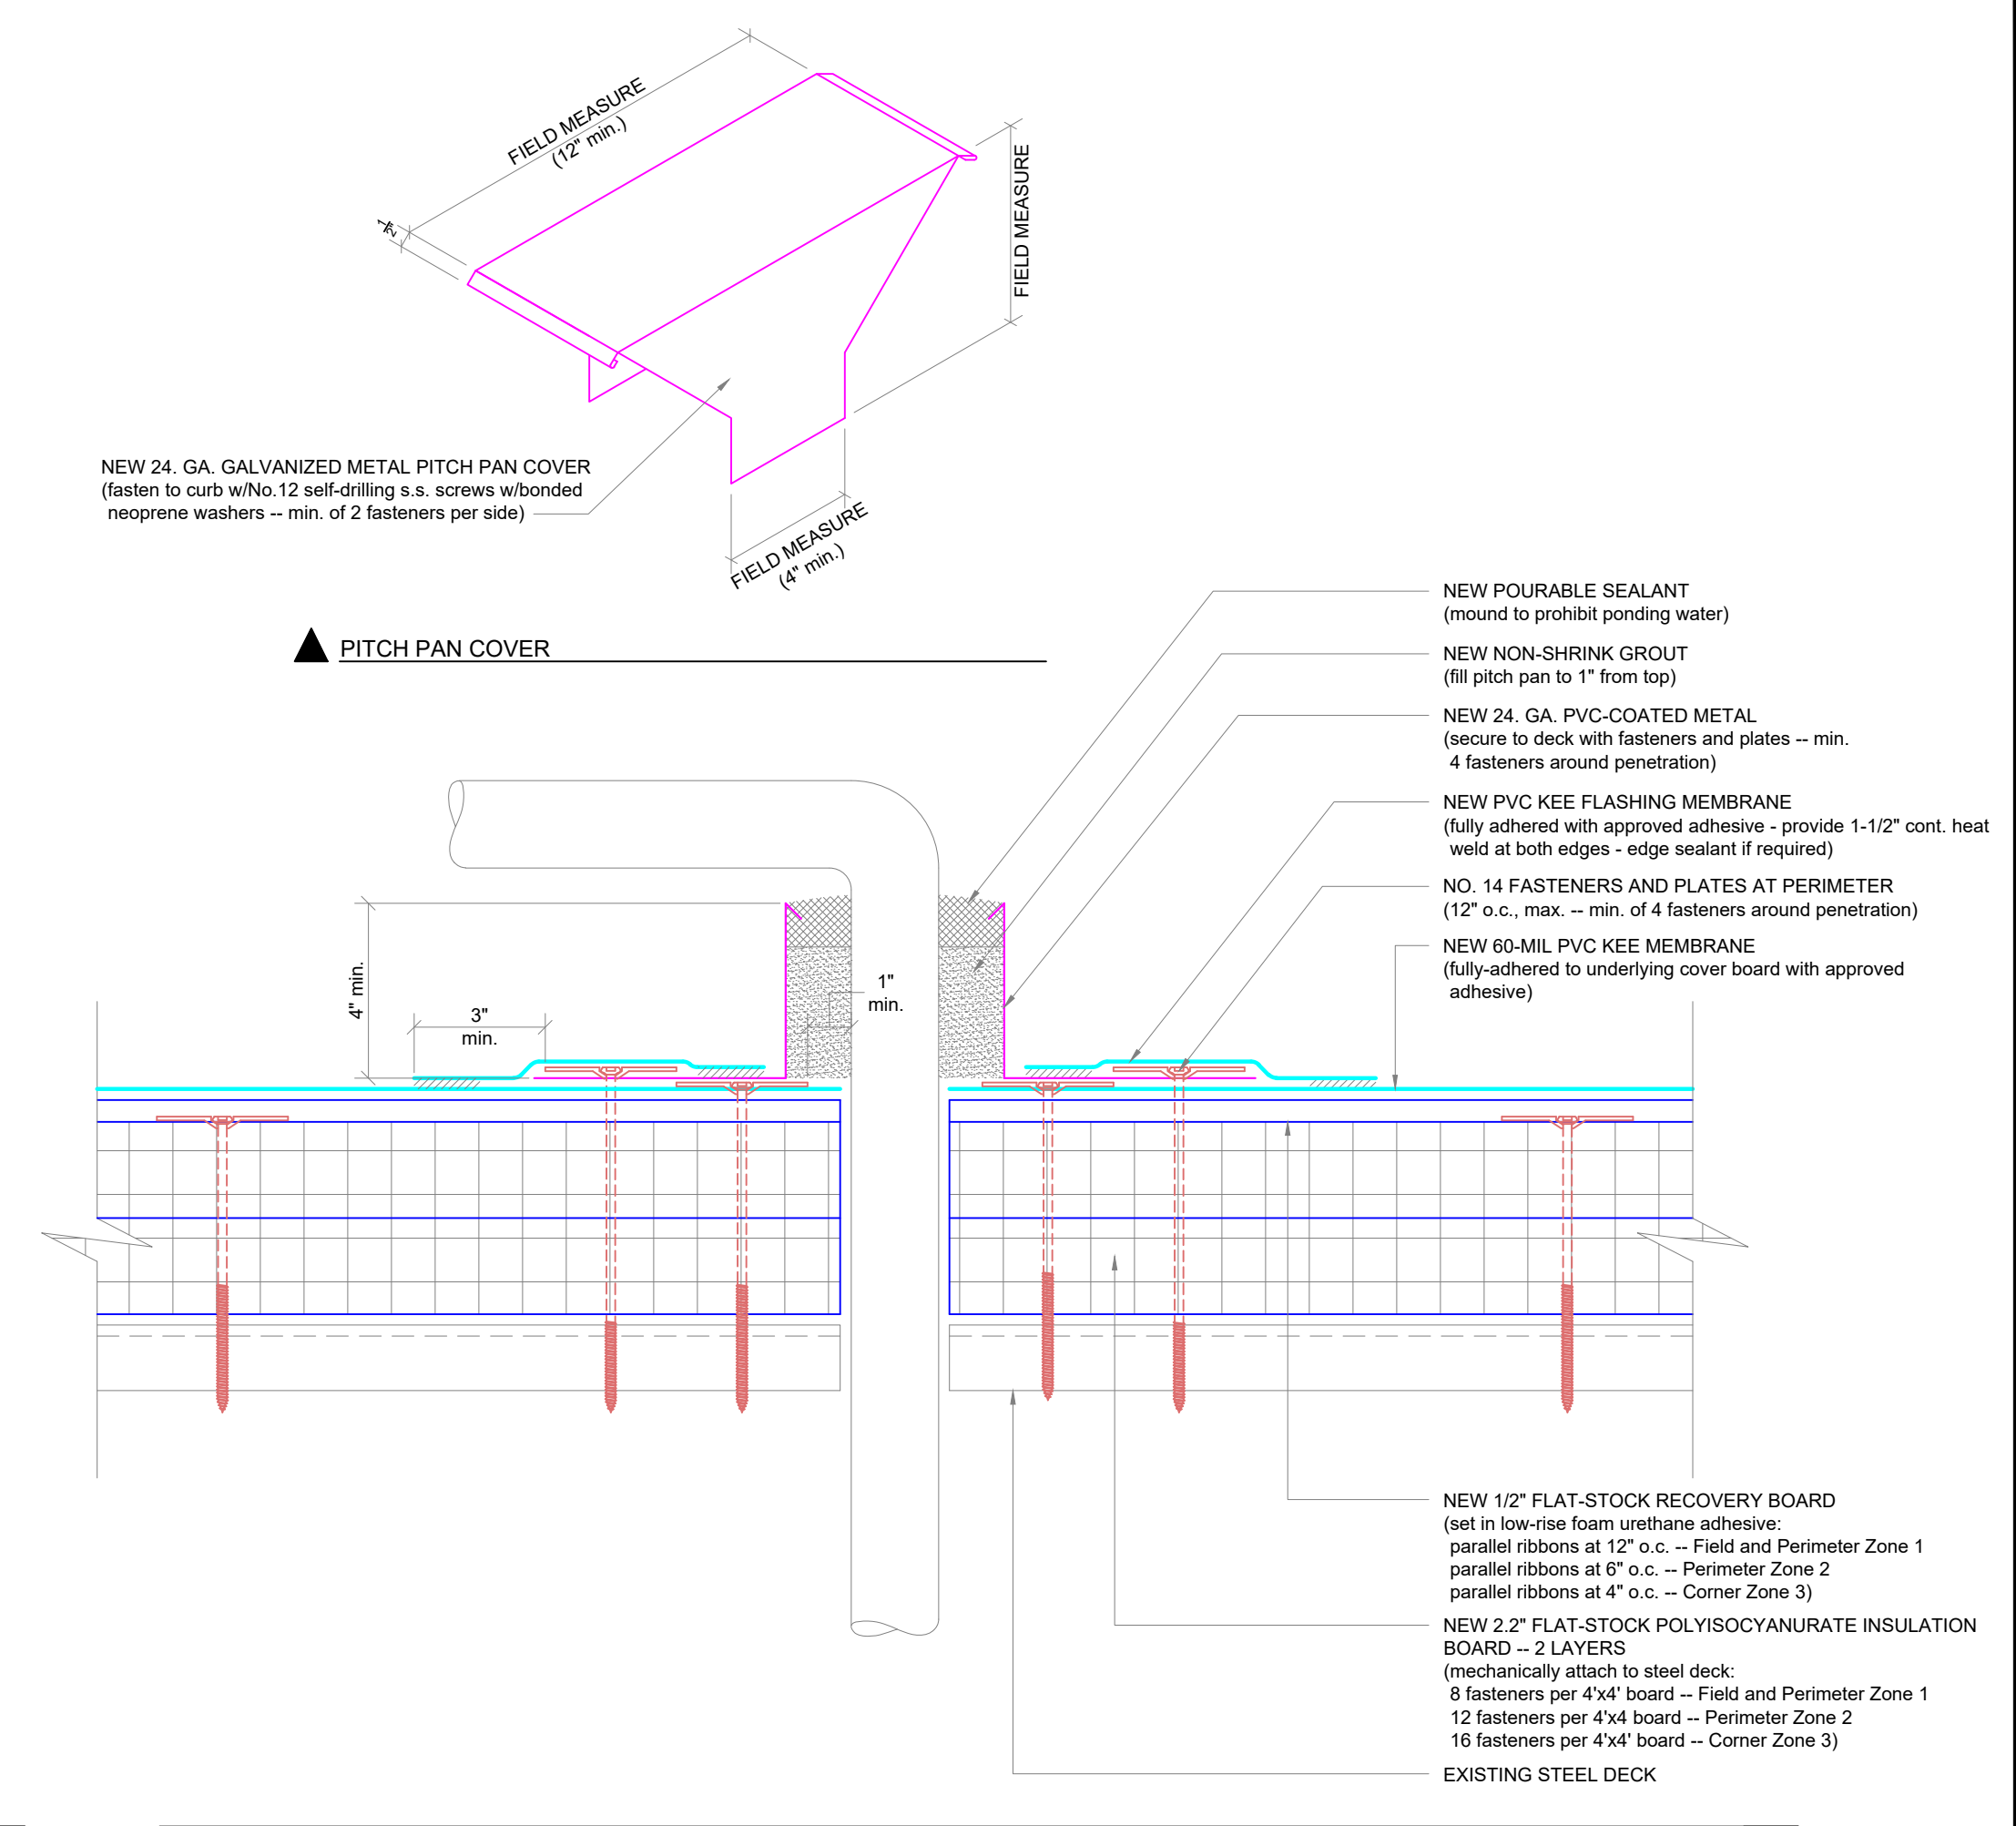 FIELD MEASURE
(12" min.)
1/2"
FIELD MEASURE
NEW 24. GA. GALVANIZED METAL PITCH PAN COVER
(fasten to curb w/No.12 self-drilling s.s. screws w/bonded
neoprene washers -- min. of 2 fasteners per side)
FIELD MEASURE
(4" min.)
PITCH PAN COVER
NEW POURABLE SEALANT
(mound to prohibit ponding water)
NEW NON-SHRINK GROUT
(fill pitch pan to 1" from top)
NEW 24. GA. PVC-COATED METAL
(secure to deck with fasteners and plates -- min.
4 fasteners around penetration)
NEW PVC KEE FLASHING MEMBRANE
(fully adhered with approved adhesive - provide 1-1/2" cont. heat
weld at both edges - edge sealant if required)
NO. 14 FASTENERS AND PLATES AT PERIMETER
(12" o.c., max. -- min. of 4 fasteners around penetration)
NEW 60-MIL PVC KEE MEMBRANE
(fully-adhered to underlying cover board with approved
adhesive)
4" min.
3"
min.
1"
min.
NEW 1/2" FLAT-STOCK RECOVERY BOARD
(set in low-rise foam urethane adhesive:
parallel ribbons at 12" o.c. -- Field and Perimeter Zone 1
parallel ribbons at 6" o.c. -- Perimeter Zone 2
parallel ribbons at 4" o.c. -- Corner Zone 3)
NEW 2.2" FLAT-STOCK POLYISOCYANURATE INSULATION
BOARD -- 2 LAYERS
(mechanically attach to steel deck:
8 fasteners per 4'x4' board -- Field and Perimeter Zone 1
12 fasteners per 4'x4 board -- Perimeter Zone 2
16 fasteners per 4'x4' board -- Corner Zone 3)
EXISTING STEEL DECK